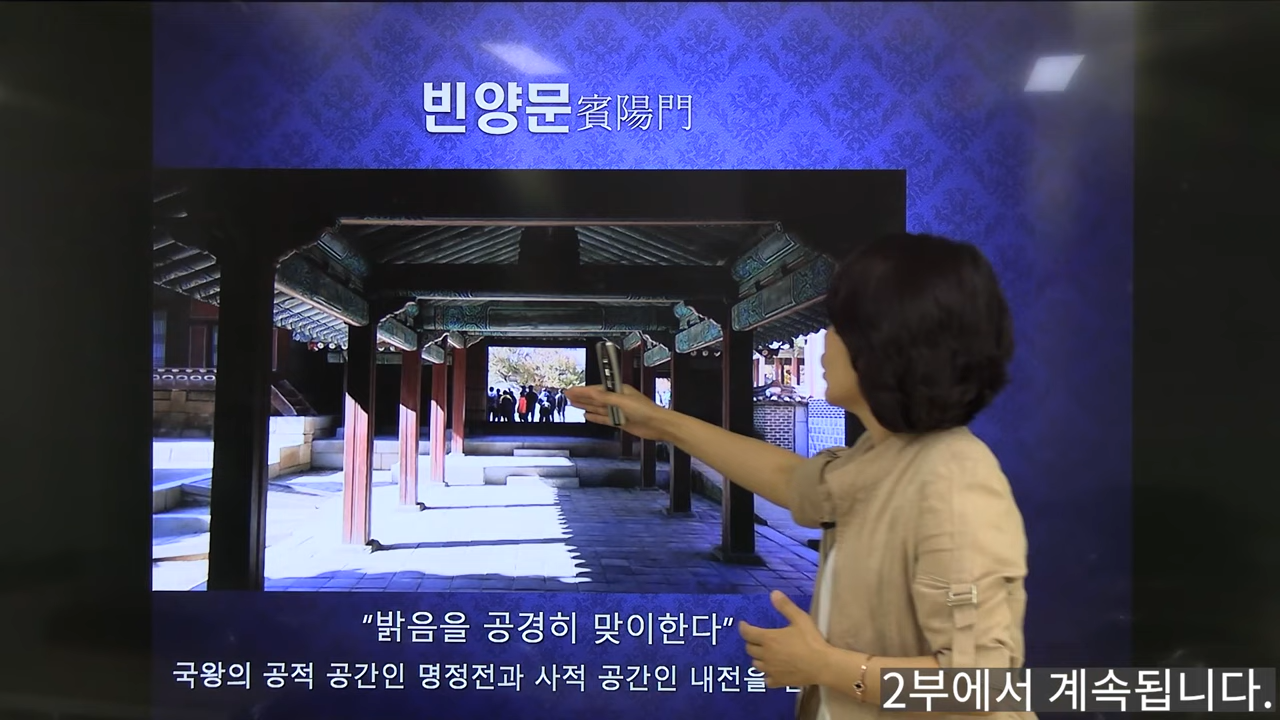 빈양문賓陽門
"밝음을 공경히 맞이한다"
국왕의 공적 공간인 명정전과 사적 공간인 내전을
2부에서 계속됩니다.